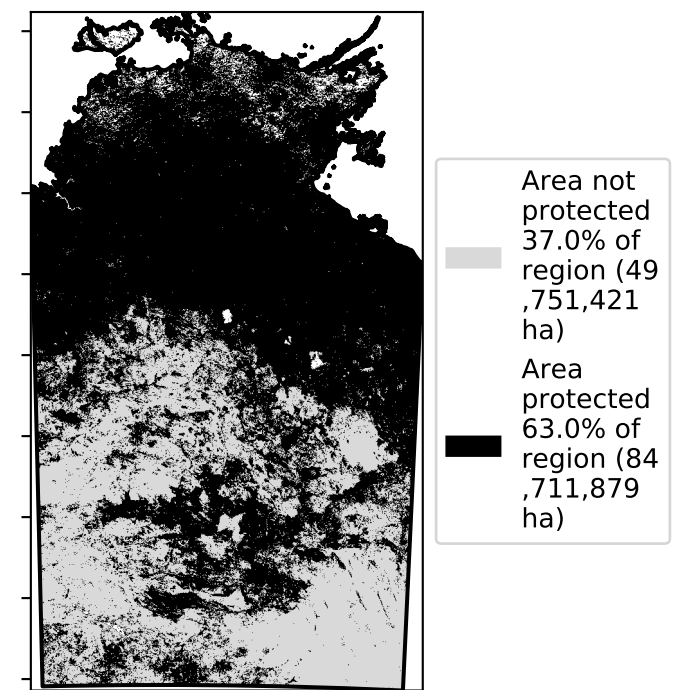 Area not
protected
37.0% of
region (49
,751,421
ha)
Area
protected
63.0% of
region (84
,711,879
ha)